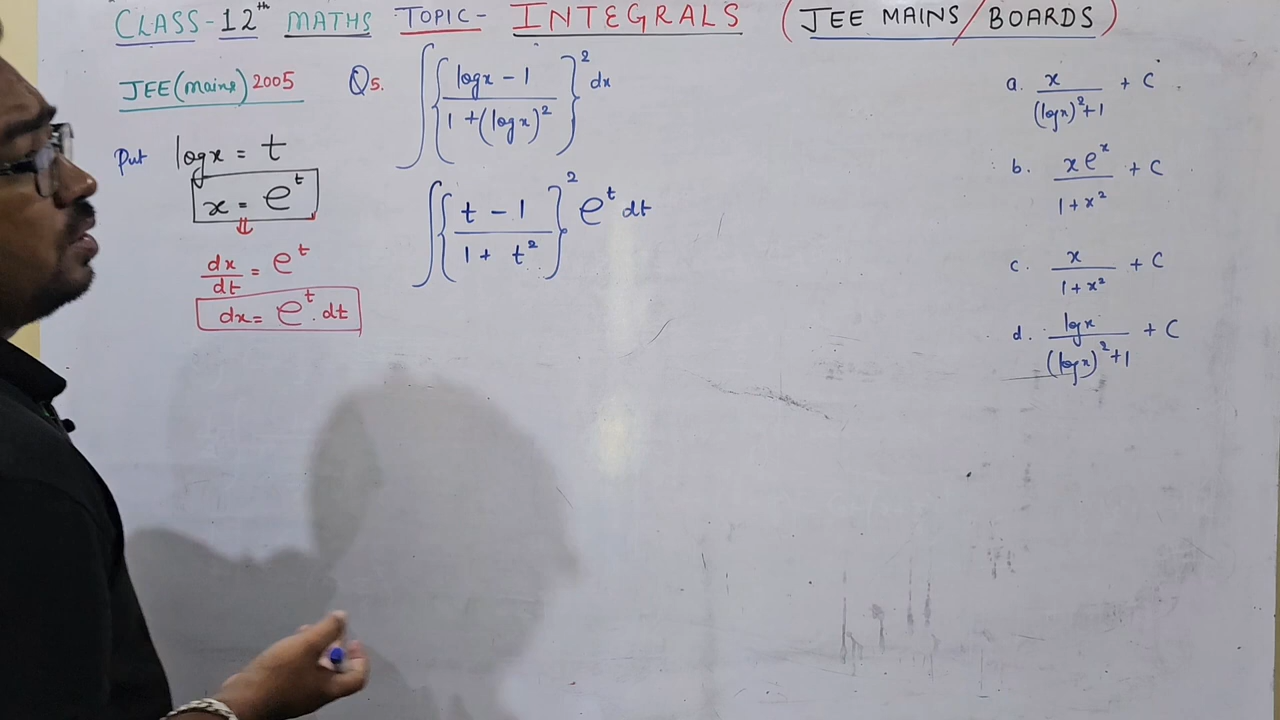 CLASS-12th MATHS TOPIC- INTEGRALS (JEE MAINS/BOARDS)
JEE(mains) 2005 Q5. ∫{(logx - 1)/(1 + (logx)²)}² dx
Put logx = t
x = e^t
⇓
dx/dt = e^t
dx = e^t. dt
∫{(t - 1)/(1 + t²)}² e^t dt
a. x/((logx)²+1) + C
b. xe^x/(1 + x²) + C
c. x/(1 + x²) + C
d. logx/((logx)²+1) + C